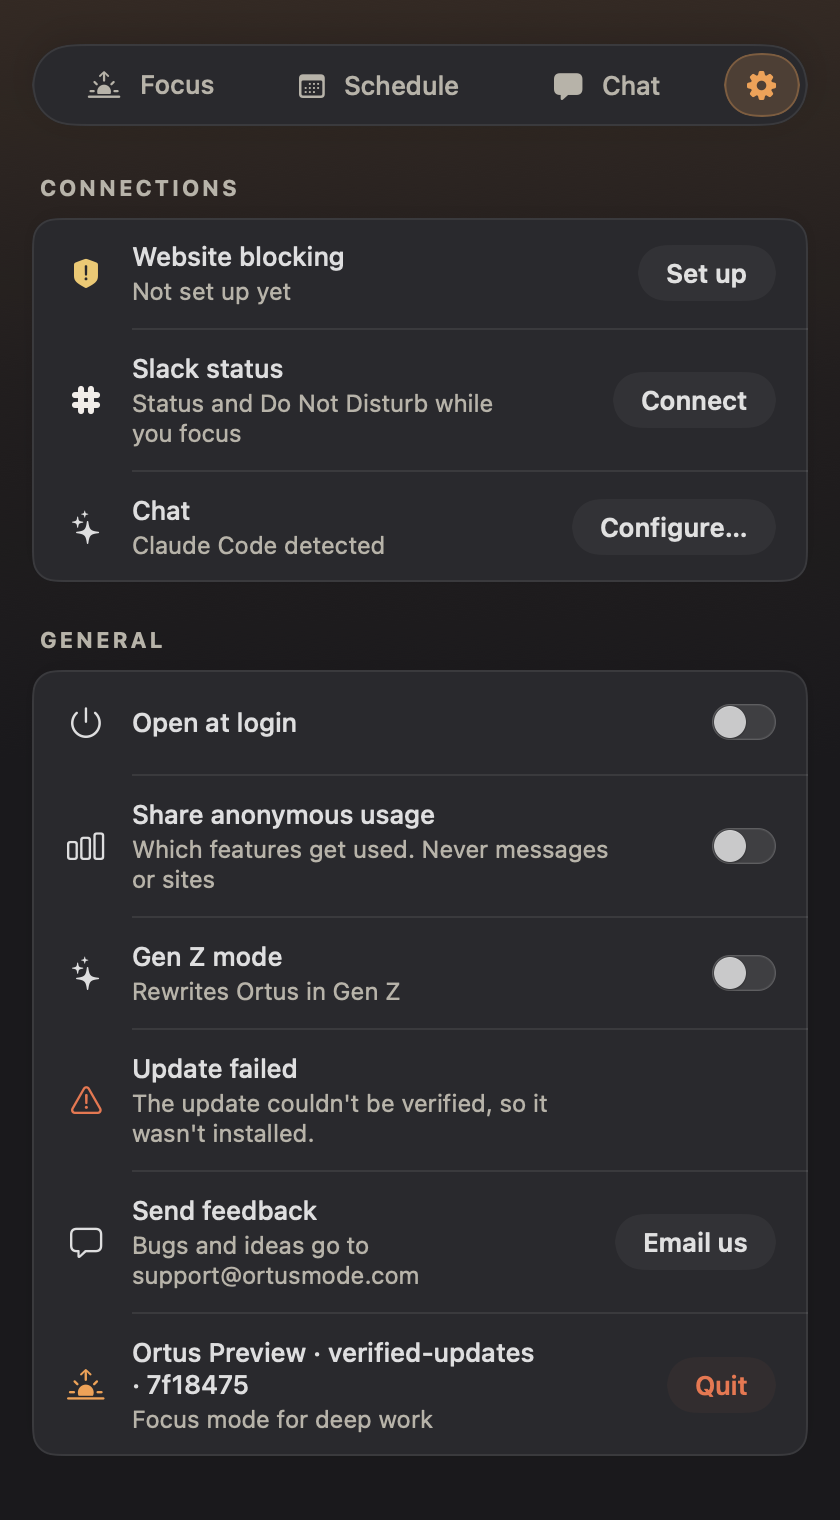 Focus
Schedule
Chat
CONNECTIONS
Website blocking
Not set up yet
Set up
Slack status
Status and Do Not Disturb while
you focus
Connect
Chat
Claude Code detected
Configure...
GENERAL
Open at login
Share anonymous usage
Which features get used. Never messages
or sites
Gen Z mode
Rewrites Ortus in Gen Z
Update failed
The update couldn't be verified, so it
wasn't installed.
Send feedback
Bugs and ideas go to
support@ortusmode.com
Email us
Ortus Preview · verified-updates
· 7f18475
Focus mode for deep work
Quit